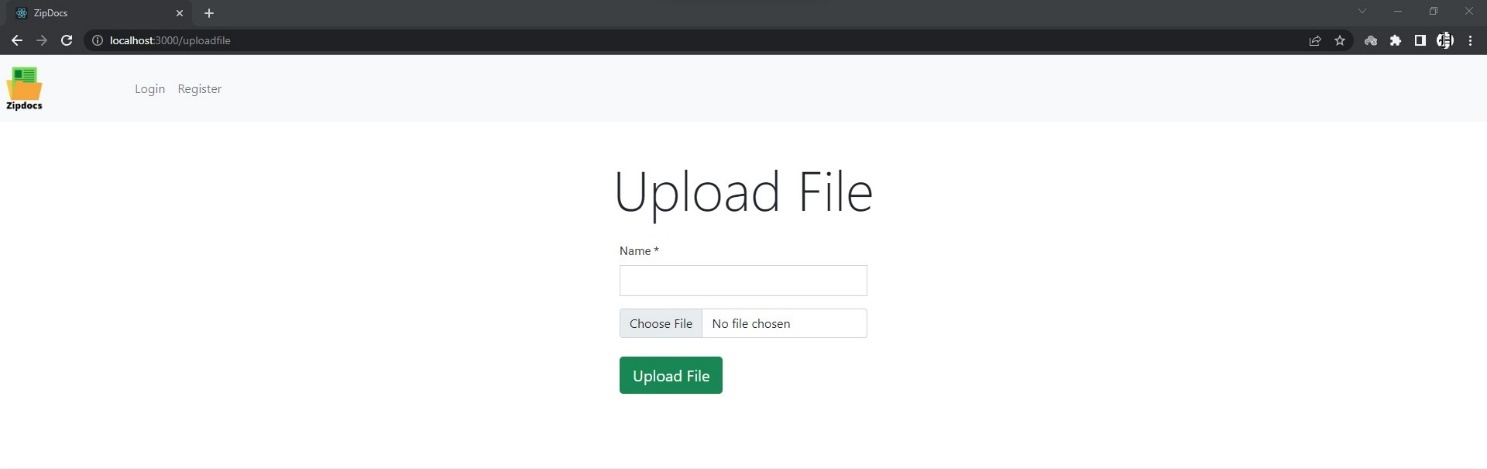 ZipDocs
localhost:3000/uploadfile
Zipdocs
Login Register
Upload File
Name *
Choose File No file chosen
Upload File